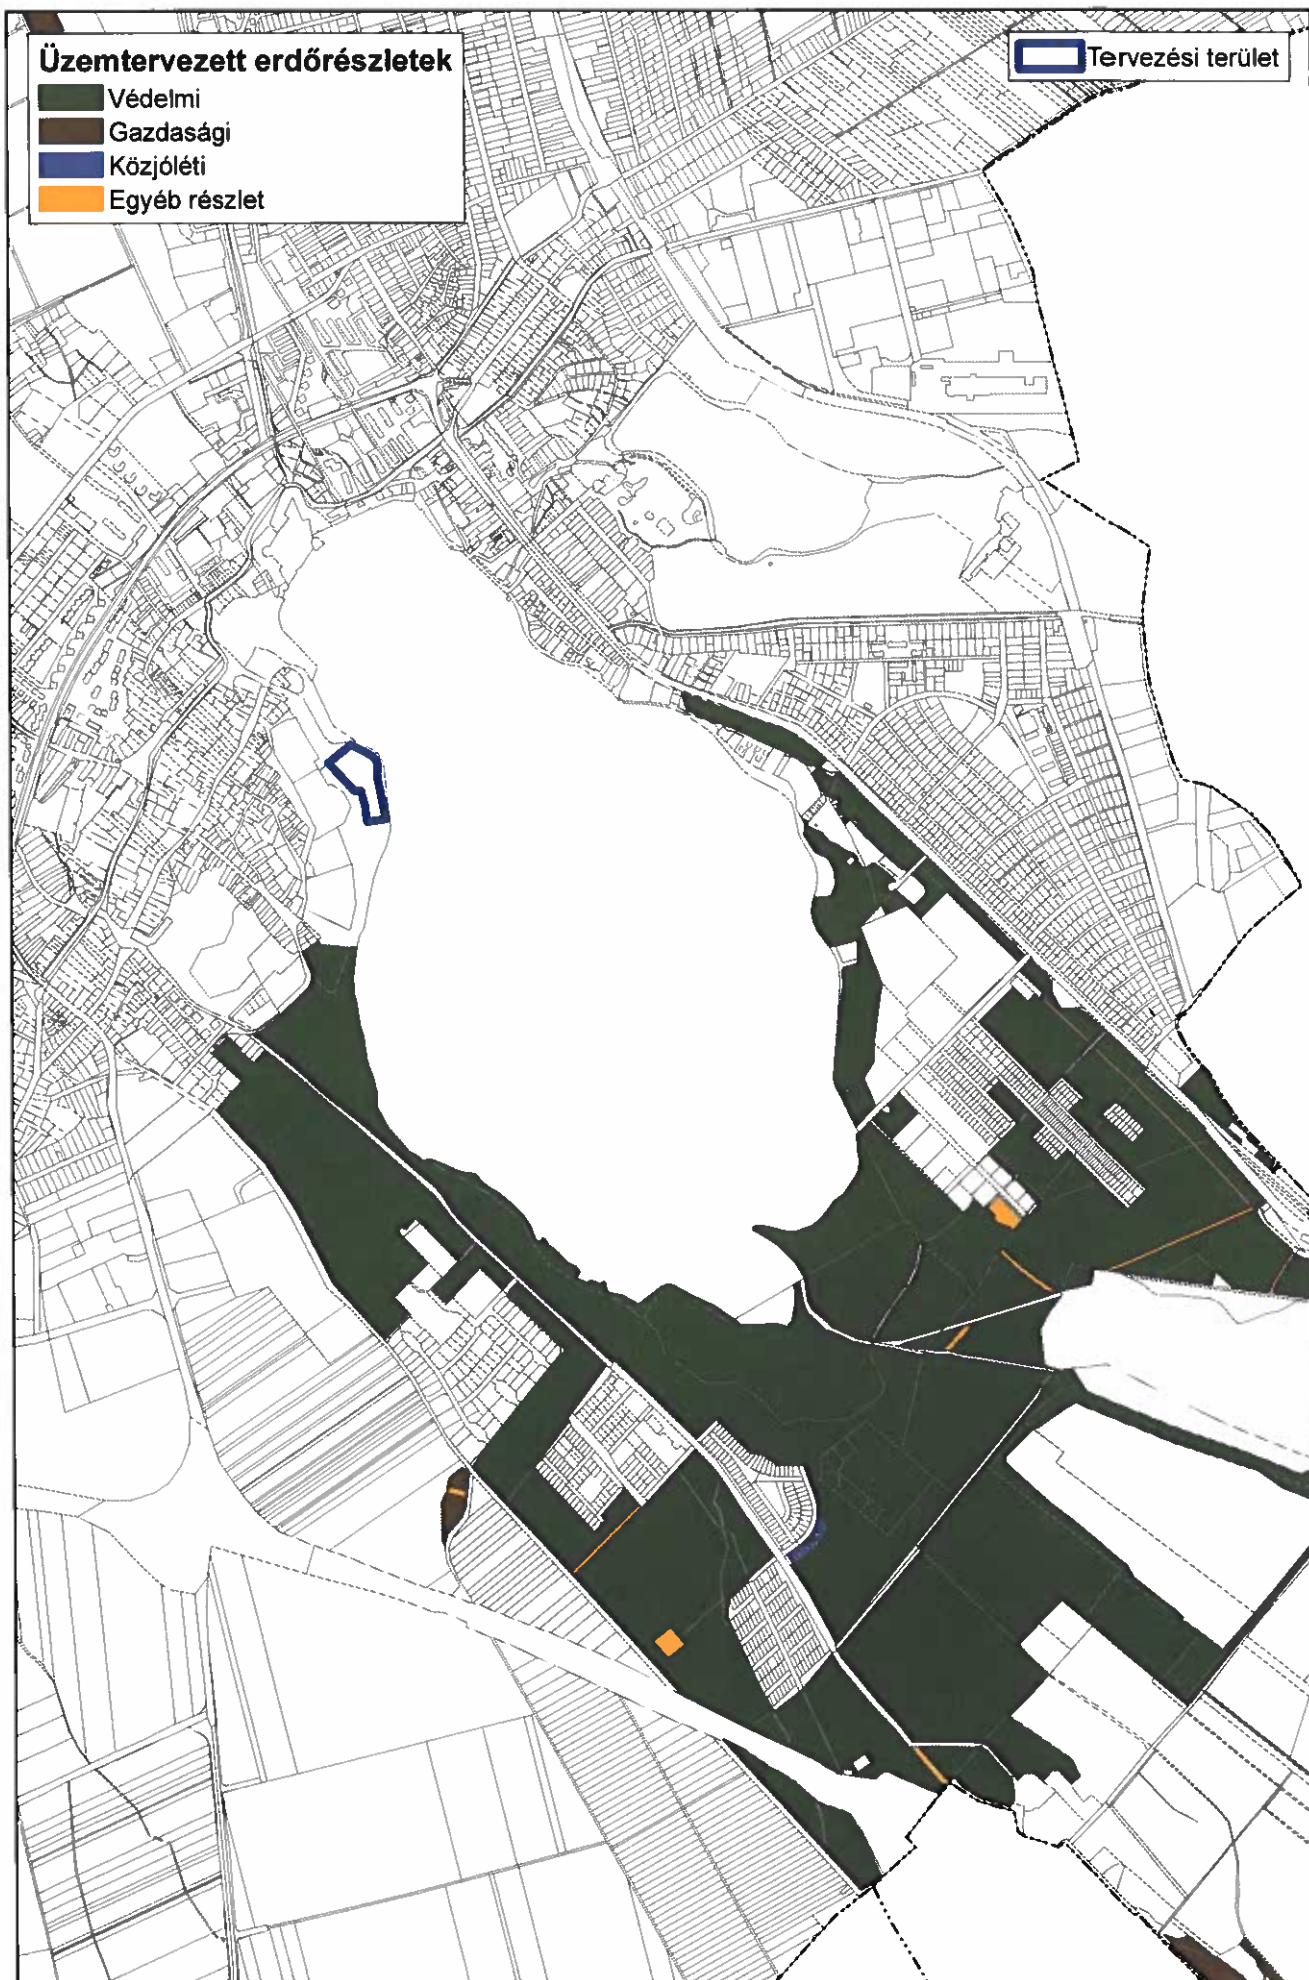 Üzemtervezett erdőrészletek
Védelmi
Gazdasági
Közjóléti
Egyéb részlet
Tervezési terület